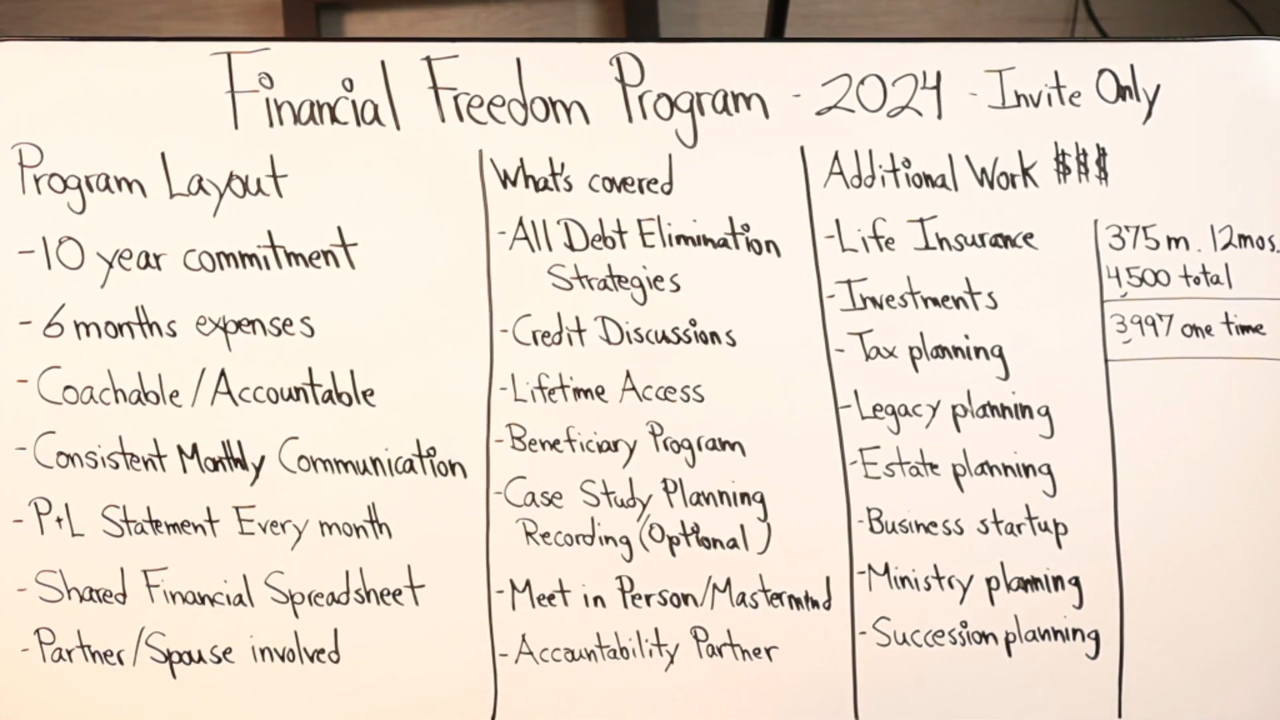 Financial Freedom Program - 2024 - Invite Only
Program Layout
-10 year commitment
-6 months expenses
-Coachable/Accountable
-Consistent Monthly Communication
-P+L Statement Every month
-Shared Financial Spreadsheet
-Partner/Spouse involved
What's covered
-All Debt Elimination
Strategies
-Credit Discussions
-Lifetime Access
-Beneficiary Program
-Case Study Planning
Recording (Optional)
-Meet in Person/Mastermind
-Accountability Partner
Additional Work $$$
-Life Insurance
-Investments
-Tax planning
-Legacy planning
-Estate planning
-Business startup
-Ministry planning
-Succession planning
375 m. 12mos.
4,500 total
3,997 one time